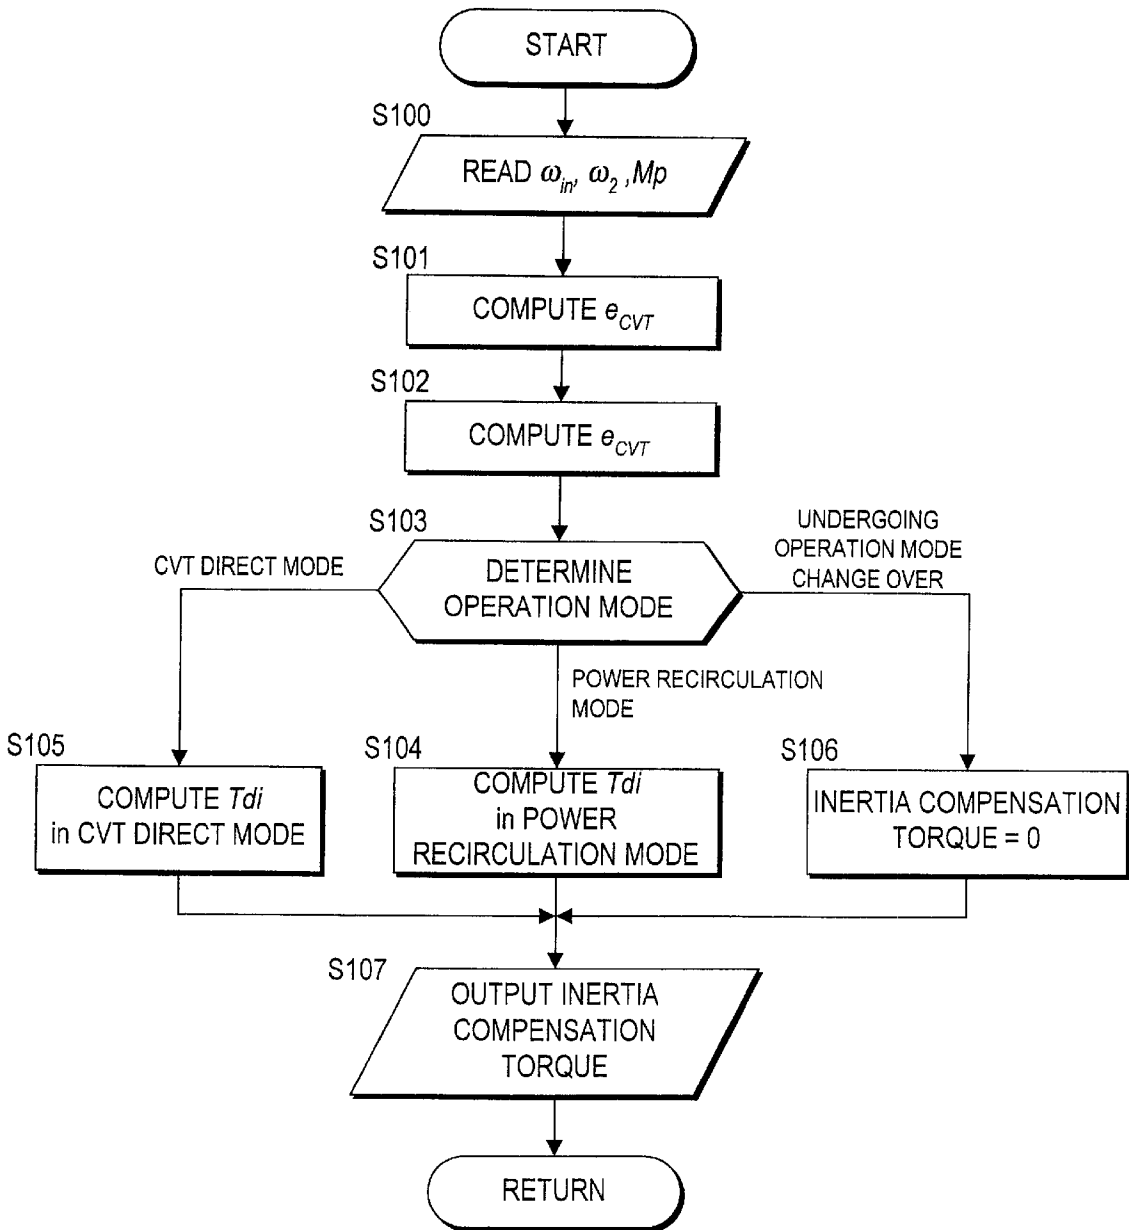 START
S100
READ ω_in, ω_2 ,Mp
S101
COMPUTE e_CVT
S102
COMPUTE e_CVT
S103
DETERMINE
OPERATION MODE
CVT DIRECT MODE
UNDERGOING
OPERATION MODE
CHANGE OVER
POWER RECIRCULATION
MODE
S105
COMPUTE Tdi
in CVT DIRECT MODE
S104
COMPUTE Tdi
in POWER
RECIRCULATION MODE
S106
INERTIA COMPENSATION
TORQUE = 0
S107
OUTPUT INERTIA
COMPENSATION
TORQUE
RETURN